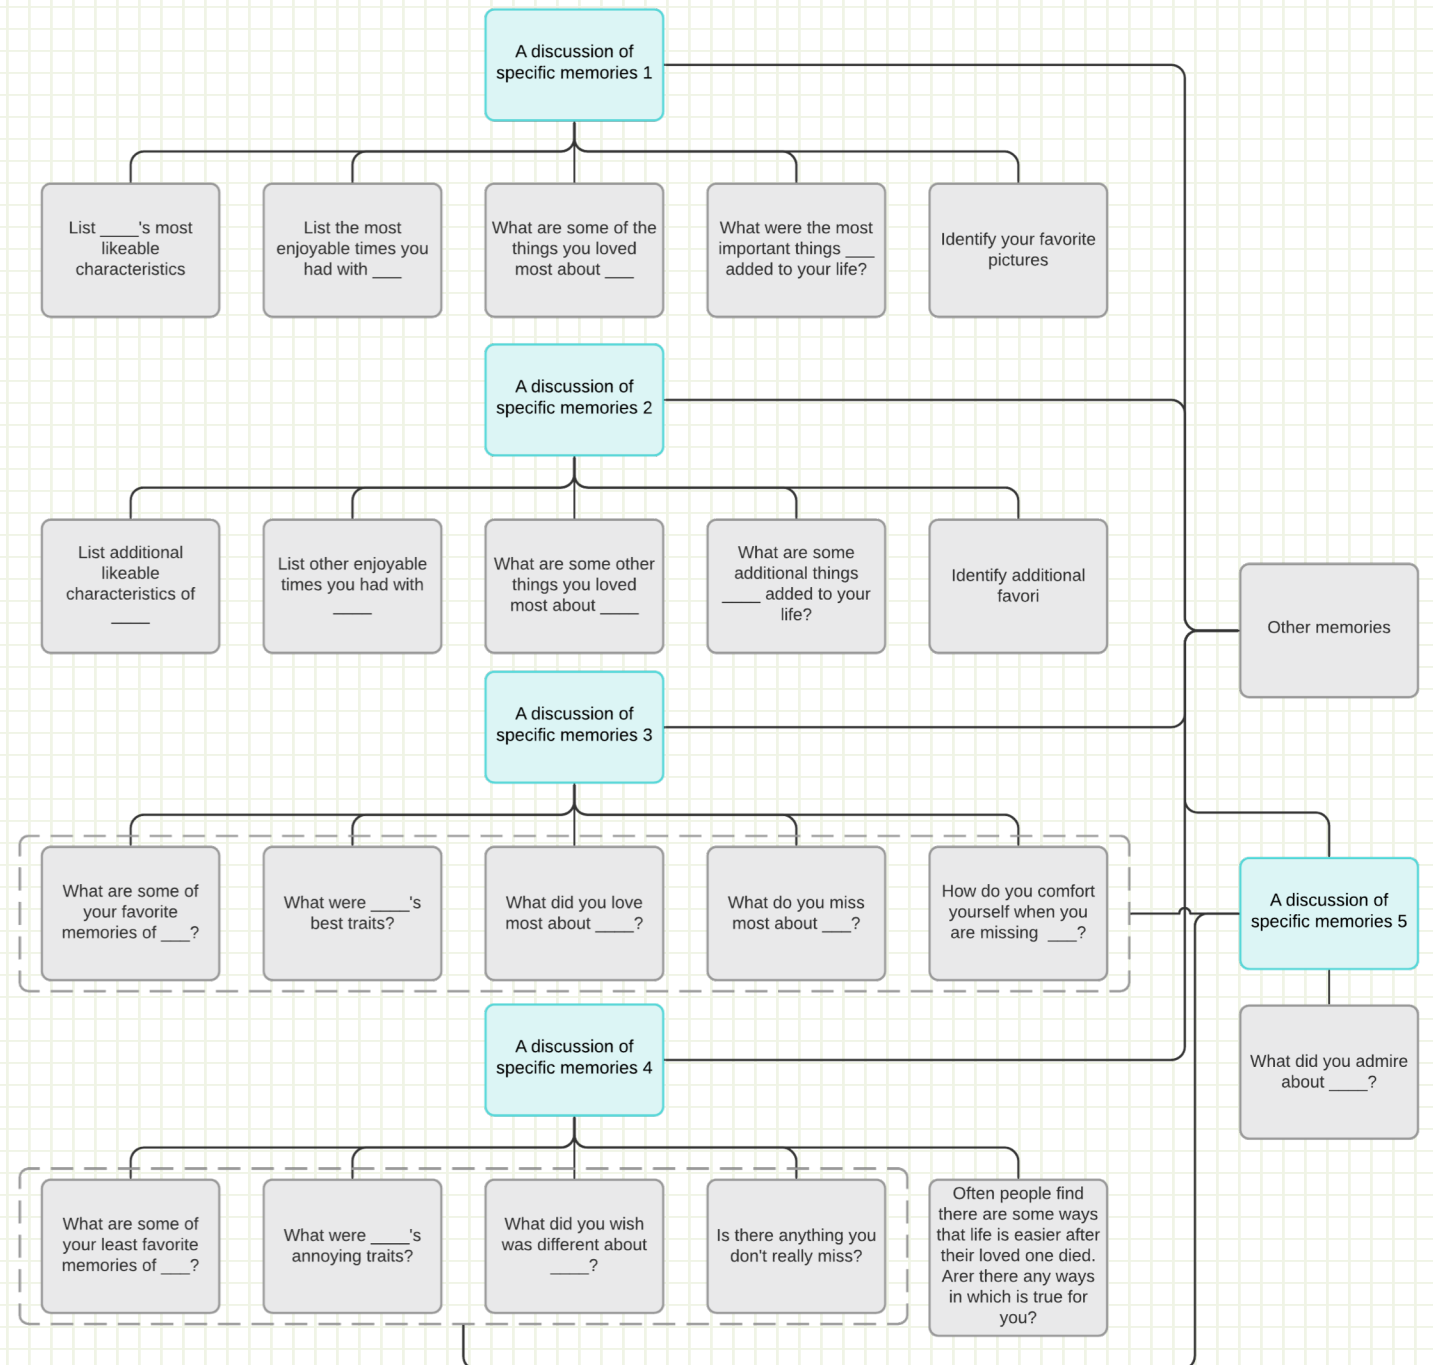 A discussion of
specific memories 1
List ____'s most
likeable
characteristics
List the most
enjoyable times you
had with ___
What are some of the
things you loved
most about ___
What were the most
important things ___
added to your life?
Identify your favorite
pictures
A discussion of
specific memories 2
List additional
likeable
characteristics of
____
List other enjoyable
times you had with
____
What are some other
things you loved
most about ____
What are some
additional things
____ added to your
life?
Identify additional
favori
Other memories
A discussion of
specific memories 3
What are some of
your favorite
memories of ___?
What were ____'s
best traits?
What did you love
most about ____?
What do you miss
most about ___?
How do you comfort
yourself when you
are missing  ___?
A discussion of
specific memories 5
What did you admire
about ____?
A discussion of
specific memories 4
What are some of
your least favorite
memories of ___?
What were ____'s
annoying traits?
What did you wish
was different about
____?
Is there anything you
don't really miss?
Often people find
there are some ways
that life is easier after
their loved one died.
Arer there any ways
in which is true for
you?